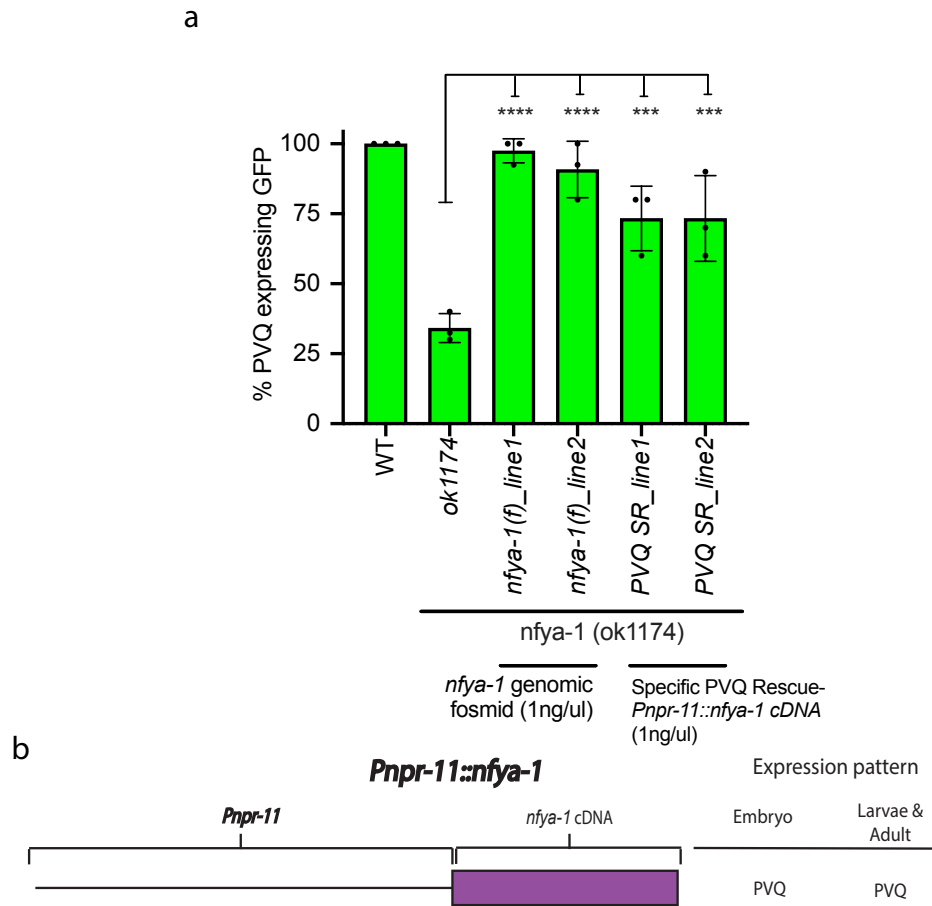 a
**** **** *** ***
100
75
50
25
0
% PVQ expressing GFP
WT
ok1174
nfya-1(f)_line1
nfya-1(f)_line2
PVQ SR_line1
PVQ SR_line2
nfya-1 (ok1174)
nfya-1 genomic
fosmid (1ng/ul)
Specific PVQ Rescue-
Pnpr-11::nfya-1 cDNA
(1ng/ul)
b
Pnpr-11::nfya-1
Expression pattern
Pnpr-11
nfya-1 cDNA
Embryo
Larvae &
Adult
PVQ
PVQ